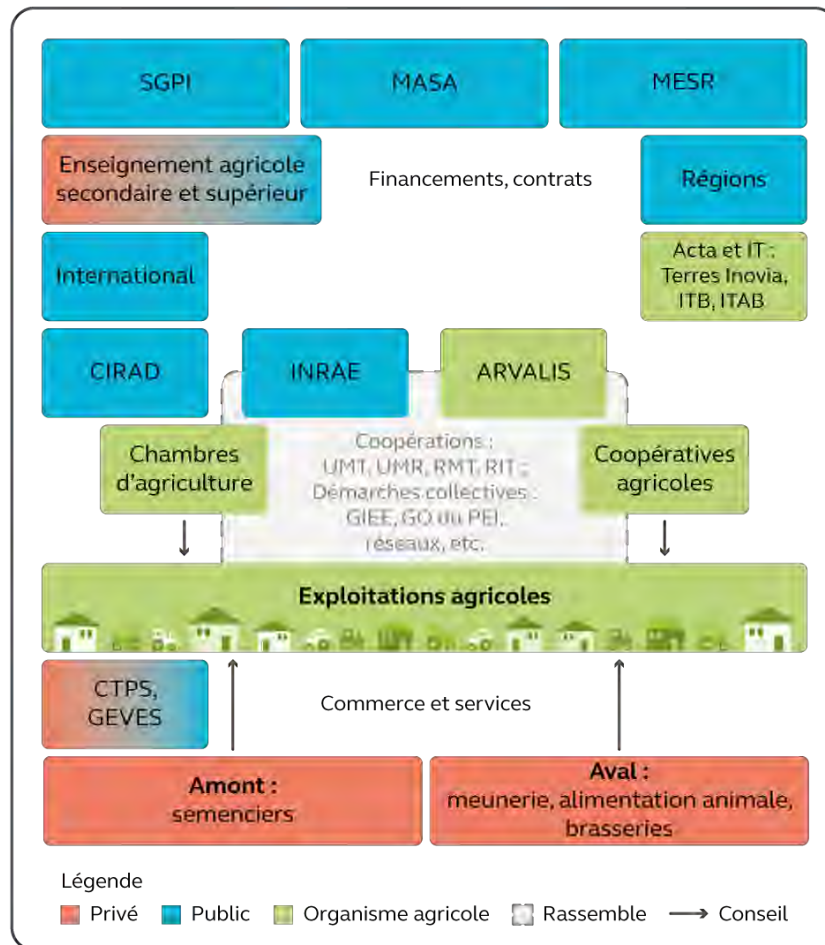 SGPI
MASA
MESR
Enseignement agricole
secondaire et supérieur
Financements, contrats
Régions
International
Acta et IT :
Terres Inovia,
ITB, ITAB
CIRAD
INRAE
ARVALIS
Chambres
d'agriculture
Coopérations :
UMT, UMR, RMT, RIT ;
Démarches collectives :
GIEE, GO du PEI,
réseaux, etc.
Coopératives
agricoles
Exploitations agricoles
CTPS,
GEVES
Commerce et services
Amont :
semenciers
Aval :
meunerie, alimentation animale,
brasseries
Légende
Privé
Public
Organisme agricole
Rassemble
Conseil